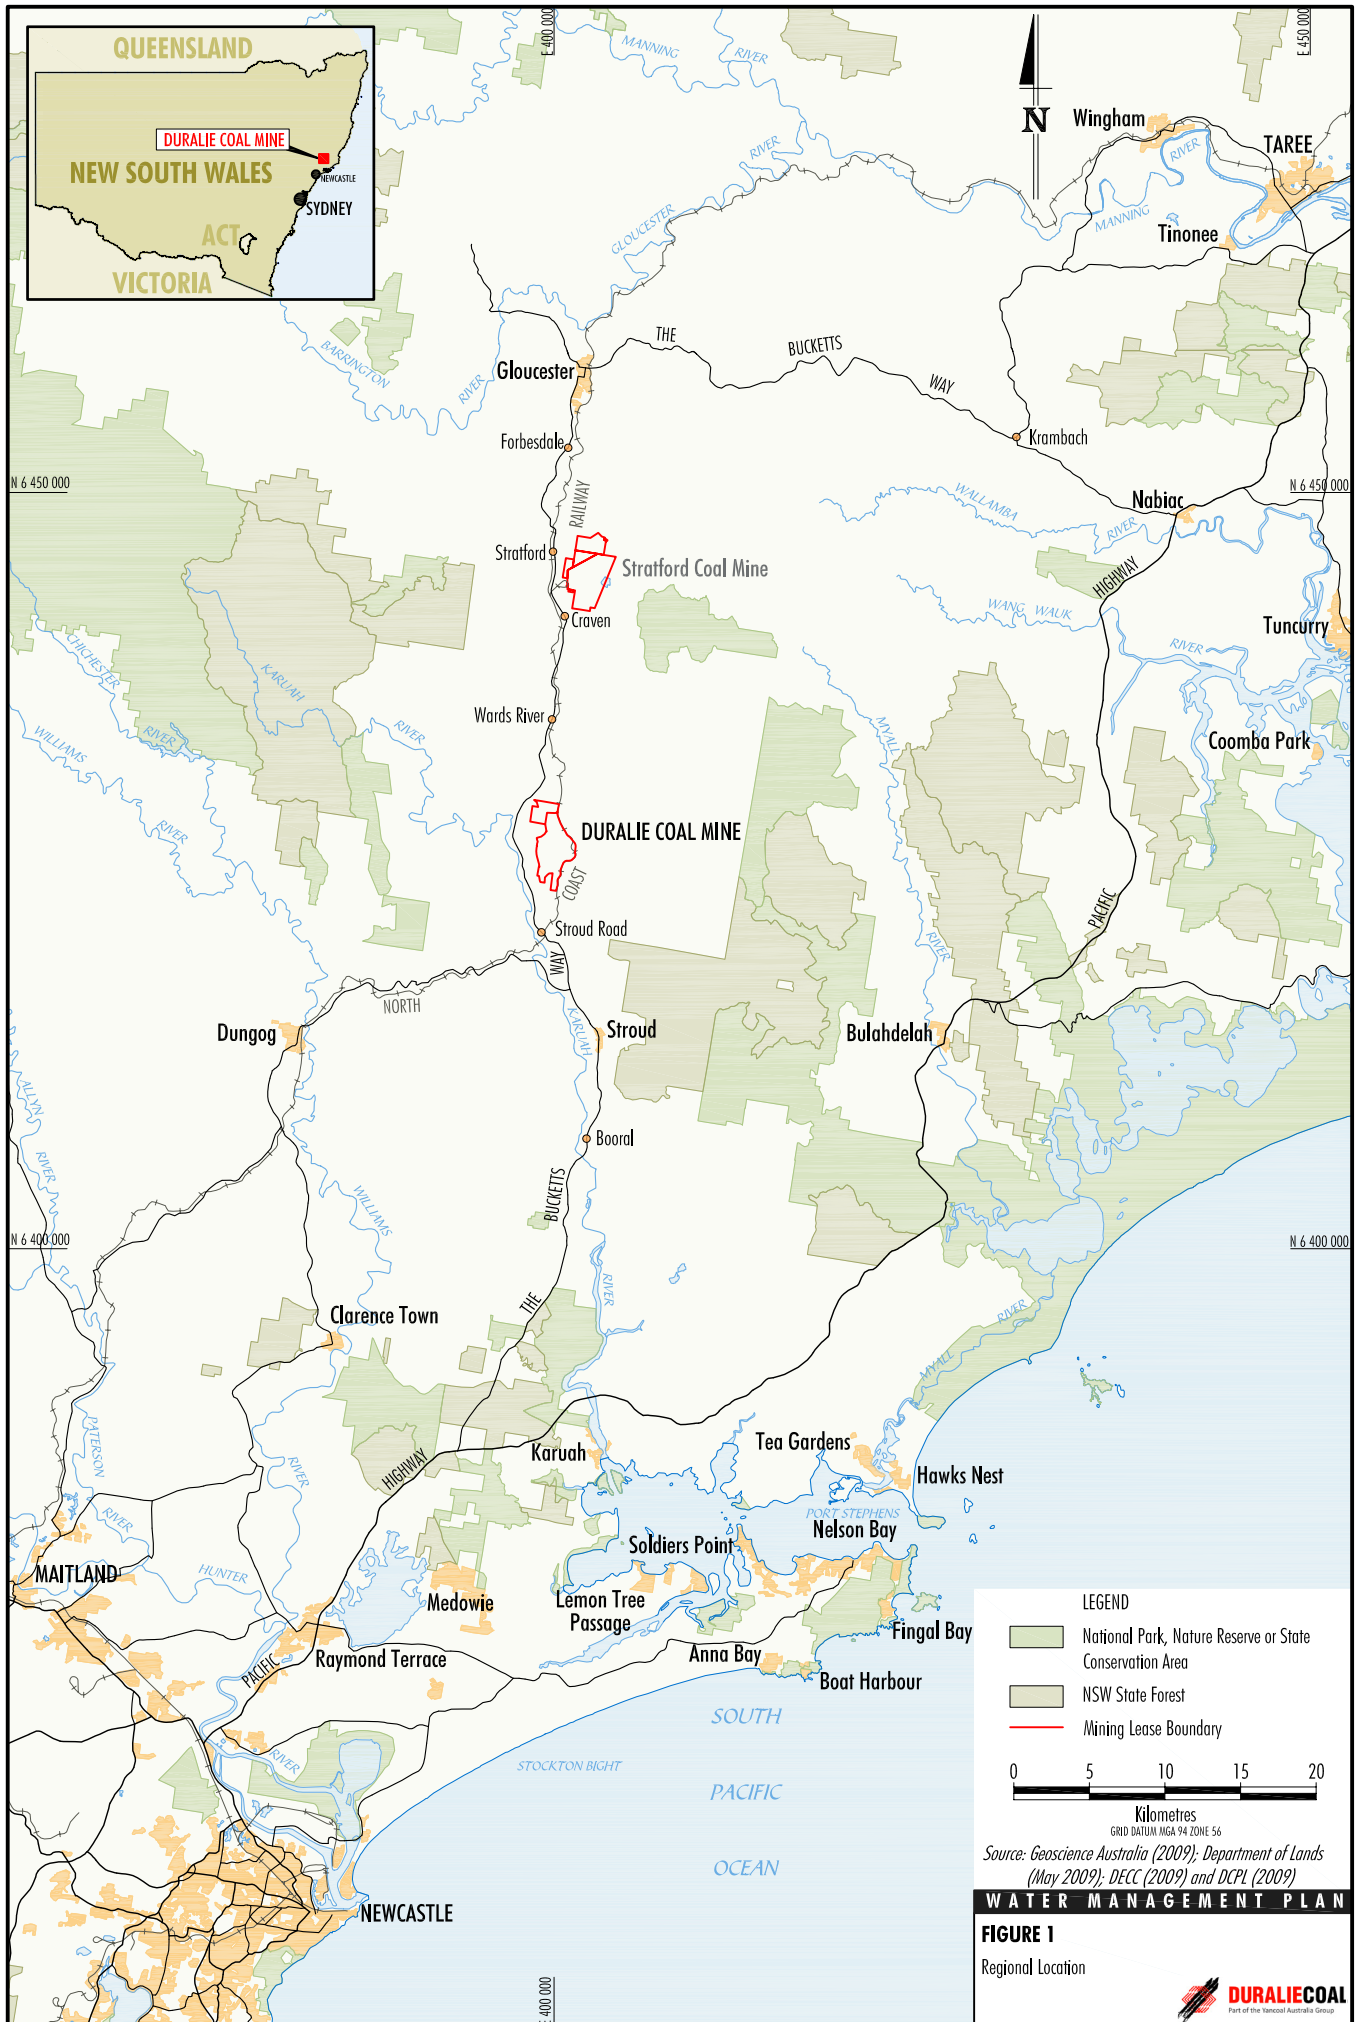 QUEENSLAND
DURALIE COAL MINE
NEW SOUTH WALES
NEWCASTLE
SYDNEY
ACT
VICTORIA
E 400 000
E 450 000
MANNING
RIVER
N
Wingham
RIVER
TAREE
RIVER
MANNING
GLOUCESTER
Tinonee
THE
BUCKETTS
BARRINGTON
RIVER
Gloucester
WAY
Forbesdale
Krambach
N 6 450 000
N 6 450 000
RAILWAY
WALLAMBA
RIVER
Nabiac
Stratford
Stratford Coal Mine
HIGHWAY
WANG WAUK
Craven
Tuncurry
RIVER
CHICHESTER
KARUAH
Wards River
MYALL
WILLIAMS
RIVER
RIVER
Coomba Park
RIVER
DURALIE COAL MINE
COAST
PACIFIC
Stroud Road
RIVER
WAY
NORTH
KARUAH
Dungog
Stroud
Bulahdelah
ALLYN
RIVER
Booral
WILLIAMS
BUCKETTS
N 6 400 000
N 6 400 000
RIVER
THE
Clarence Town
RIVER
MYALL
PATERSON
Tea Gardens
Karuah
HIGHWAY
RIVER
Hawks Nest
PORT STEPHENS
RIVER
Nelson Bay
Soldiers Point
MAITLAND
HUNTER
Medowie
Lemon Tree
Passage
Fingal Bay
Anna Bay
Raymond Terrace
PACIFIC
Boat Harbour
SOUTH
RIVER
STOCKTON BIGHT
PACIFIC
OCEAN
NEWCASTLE
E 400 000
LEGEND
National Park, Nature Reserve or State
Conservation Area
NSW State Forest
Mining Lease Boundary
0 5 10 15 20
Kilometres
GRID DATUM MGA 94 ZONE 56
Source: Geoscience Australia (2009); Department of Lands
(May 2009); DECC (2009) and DCPL (2009)
WATER MANAGEMENT PLAN
FIGURE 1
Regional Location
DURALIECOAL
Part of the Yancoal Australia Group